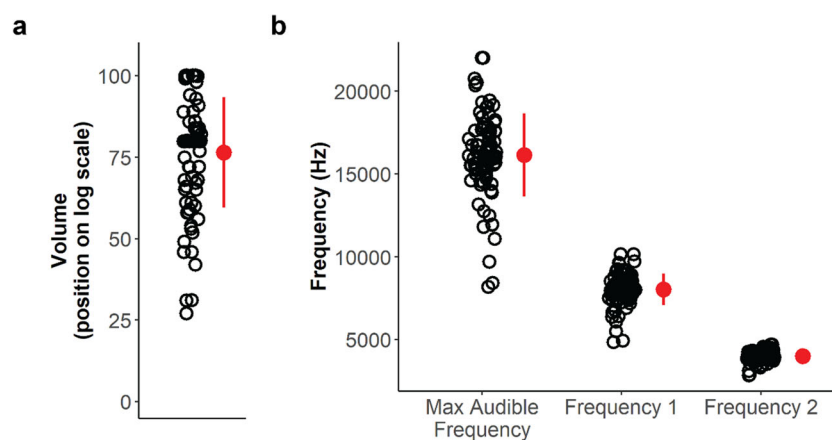 a
Volume
(position on log scale)
100
75
50
25
0
b
Frequency (Hz)
20000
15000
10000
5000
Max Audible
Frequency
Frequency 1
Frequency 2